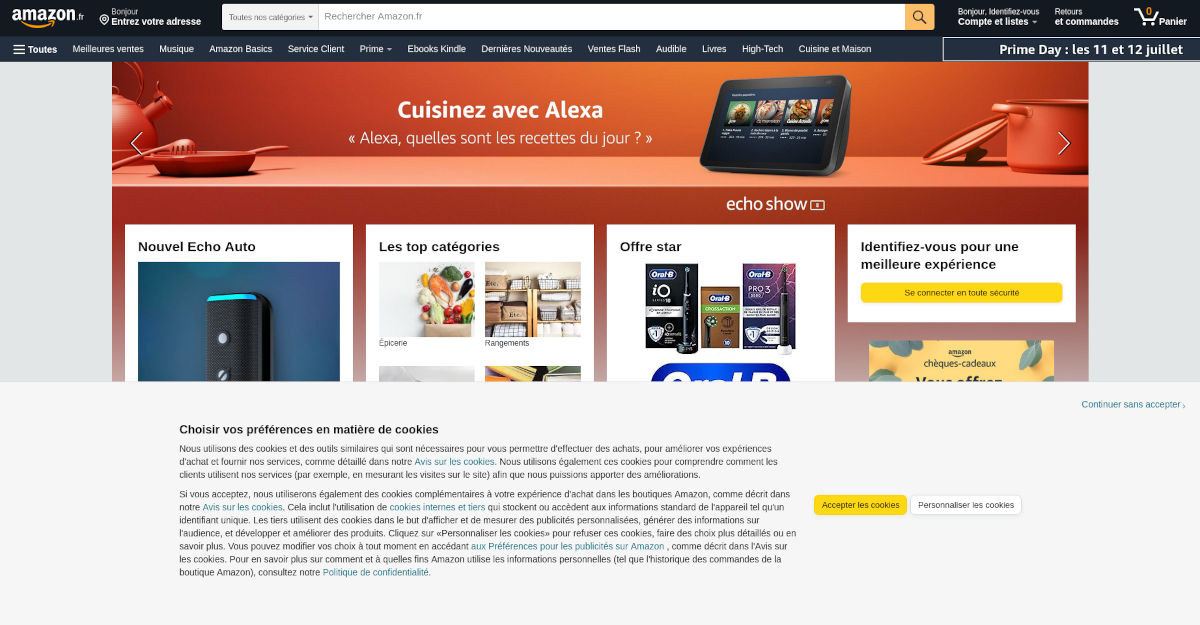 amazon.fr
Bonjour
Entrez votre adresse
Toutes nos catégories
Rechercher Amazon.fr
Bonjour, Identifiez-vous
Compte et listes
Retours
et commandes
0
Panier
Toutes
Meilleures ventes
Musique
Amazon Basics
Service Client
Prime
Ebooks Kindle
Dernières Nouveautés
Ventes Flash
Audible
Livres
High-Tech
Cuisine et Maison
Prime Day : les 11 et 12 juillet
Cuisinez avec Alexa
« Alexa, quelles sont les recettes du jour ? »
echo show 8
Nouvel Echo Auto
Les top catégories
Épicerie
Rangements
Etc.
Offre star
Oral-B
iO
Oral-B
CROSSACTION
Oral-B
PRO 3
Oral-B
Identifiez-vous pour une
meilleure expérience
Se connecter en toute sécurité
amazon
chèques-cadeaux
Vous offrez
Continuer sans accepter ›
Choisir vos préférences en matière de cookies
Nous utilisons des cookies et des outils similaires qui sont nécessaires pour vous permettre d'effectuer des achats, pour améliorer vos expériences
d'achat et fournir nos services, comme détaillé dans notre Avis sur les cookies. Nous utilisons également ces cookies pour comprendre comment les
clients utilisent nos services (par exemple, en mesurant les visites sur le site) afin que nous puissions apporter des améliorations.
Si vous acceptez, nous utiliserons également des cookies complémentaires à votre expérience d'achat dans les boutiques Amazon, comme décrit dans
notre Avis sur les cookies. Cela inclut l'utilisation de cookies internes et tiers qui stockent ou accèdent aux informations standard de l'appareil tel qu'un
identifiant unique. Les tiers utilisent des cookies dans le but d'afficher et de mesurer des publicités personnalisées, générer des informations sur
l'audience, et développer et améliorer des produits. Cliquez sur «Personnaliser les cookies» pour refuser ces cookies, faire des choix plus détaillés ou en
savoir plus. Vous pouvez modifier vos choix à tout moment en accédant aux Préférences pour les publicités sur Amazon , comme décrit dans l'Avis sur
les cookies. Pour en savoir plus sur comment et à quelles fins Amazon utilise les informations personnelles (tel que l'historique des commandes de la
boutique Amazon), consultez notre Politique de confidentialité.
Accepter les cookies
Personnaliser les cookies